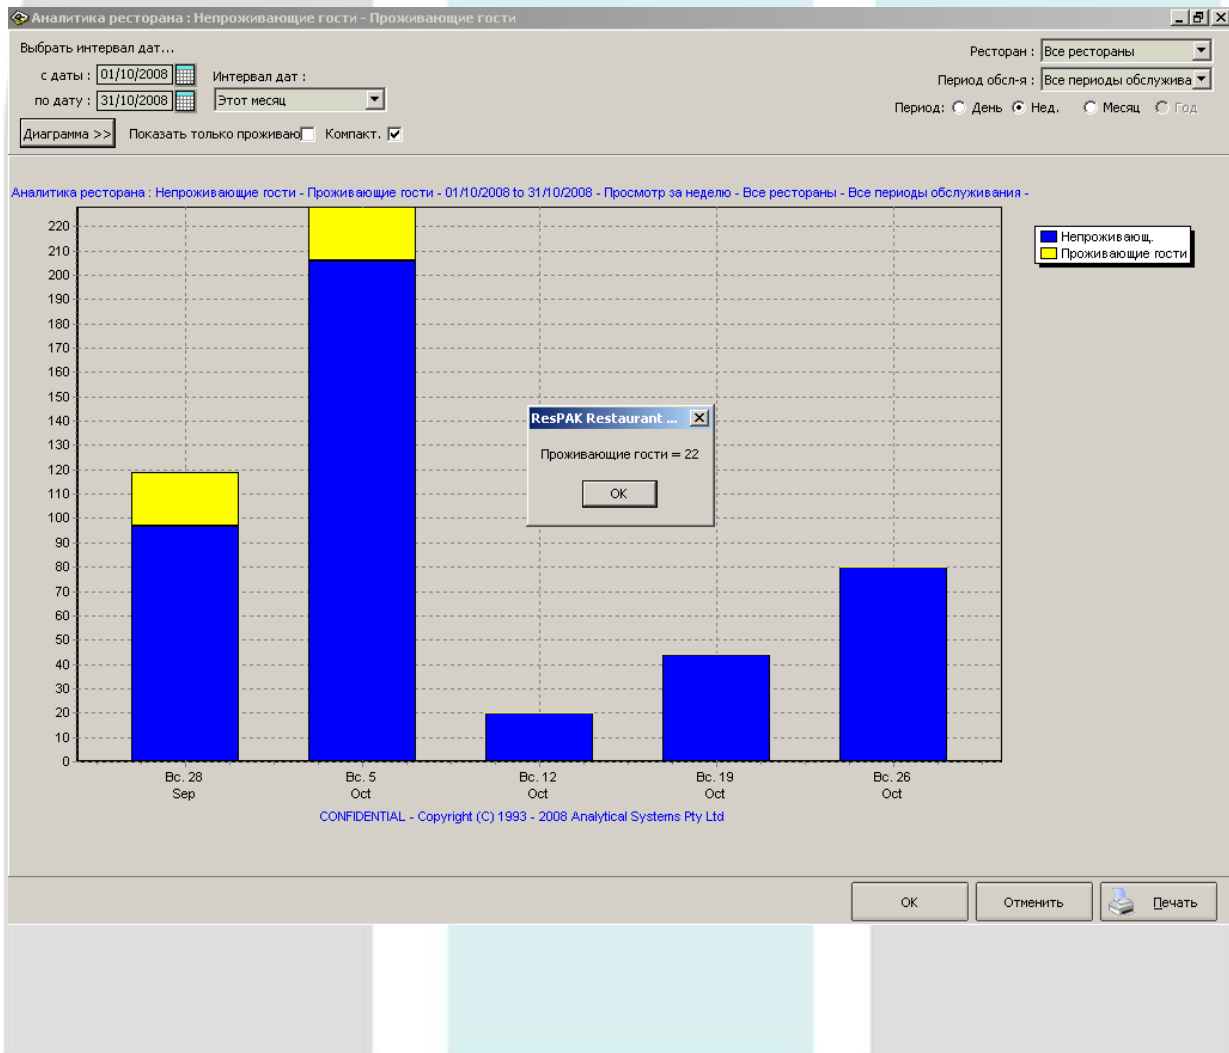 Аналитика ресторана : Непроживающие гости - Проживающие гости
Выбрать интервал дат...
с даты : 01/10/2008
Интервал дат :
по дату : 31/10/2008
Этот месяц
Диаграмма >>
Показать только проживаю
Компакт.
Ресторан : Все рестораны
Период обсл-я : Все периоды обслужива
Период: День Нед. Месяц Год
Аналитика ресторана : Непроживающие гости - Проживающие гости - 01/10/2008 to 31/10/2008 - Просмотр за неделю - Все рестораны - Все периоды обслуживания -
Непроживающ.
Проживающие гости
220
210
200
190
180
170
160
150
140
130
120
110
100
90
80
70
60
50
40
30
20
10
0
ResPAK Restaurant ...
Проживающие гости = 22
OK
Вс. 28
Sep
Вс. 5
Oct
Вс. 12
Oct
Вс. 19
Oct
Вс. 26
Oct
CONFIDENTIAL - Copyright (C) 1993 - 2008 Analytical Systems Pty Ltd
OK
Отменить
Печать